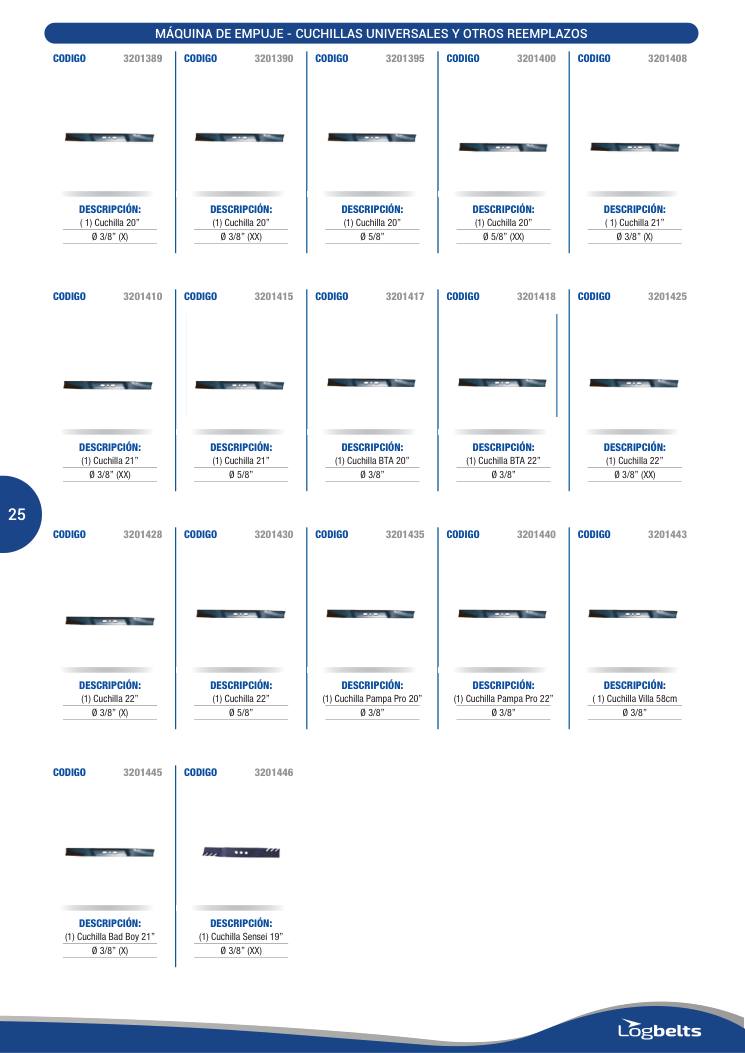 MÁQUINA DE EMPUJE - CUCHILLAS UNIVERSALES Y OTROS REEMPLAZOS
CODIGO 3201389
DESCRIPCIÓN:
( 1) Cuchilla 20”
Ø 3/8” (X)
CODIGO 3201390
DESCRIPCIÓN:
(1) Cuchilla 20”
Ø 3/8” (XX)
CODIGO 3201395
DESCRIPCIÓN:
(1) Cuchilla 20”
Ø 5/8”
CODIGO 3201400
DESCRIPCIÓN:
(1) Cuchilla 20”
Ø 5/8” (XX)
CODIGO 3201408
DESCRIPCIÓN:
( 1) Cuchilla 21”
Ø 3/8” (X)
CODIGO 3201410
DESCRIPCIÓN:
(1) Cuchilla 21”
Ø 3/8” (XX)
CODIGO 3201415
DESCRIPCIÓN:
(1) Cuchilla 21”
Ø 5/8”
CODIGO 3201417
DESCRIPCIÓN:
(1) Cuchilla BTA 20”
Ø 3/8”
CODIGO 3201418
DESCRIPCIÓN:
(1) Cuchilla BTA 22”
Ø 3/8”
CODIGO 3201425
DESCRIPCIÓN:
(1) Cuchilla 22”
Ø 3/8” (XX)
25
CODIGO 3201428
DESCRIPCIÓN:
(1) Cuchilla 22”
Ø 3/8” (X)
CODIGO 3201430
DESCRIPCIÓN:
(1) Cuchilla 22”
Ø 5/8”
CODIGO 3201435
DESCRIPCIÓN:
(1) Cuchilla Pampa Pro 20”
Ø 3/8”
CODIGO 3201440
DESCRIPCIÓN:
(1) Cuchilla Pampa Pro 22”
Ø 3/8”
CODIGO 3201443
DESCRIPCIÓN:
( 1) Cuchilla Villa 58cm
Ø 3/8”
CODIGO 3201445
DESCRIPCIÓN:
(1) Cuchilla Bad Boy 21”
Ø 3/8” (X)
CODIGO 3201446
DESCRIPCIÓN:
(1) Cuchilla Sensei 19”
Ø 3/8” (XX)
Logbelts